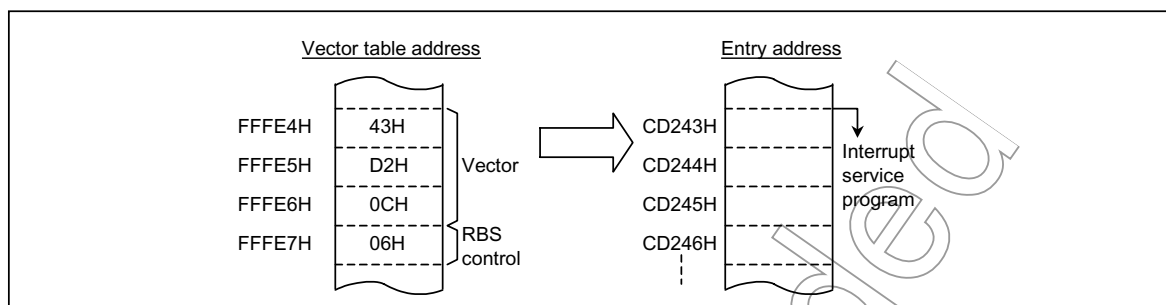 Vector table address
Entry address
FFFE4H 43H
FFFE5H D2H
FFFE6H 0CH
FFFE7H 06H
Vector
RBS
control
CD243H
CD244H
CD245H
CD246H
Interrupt
service
program
ded